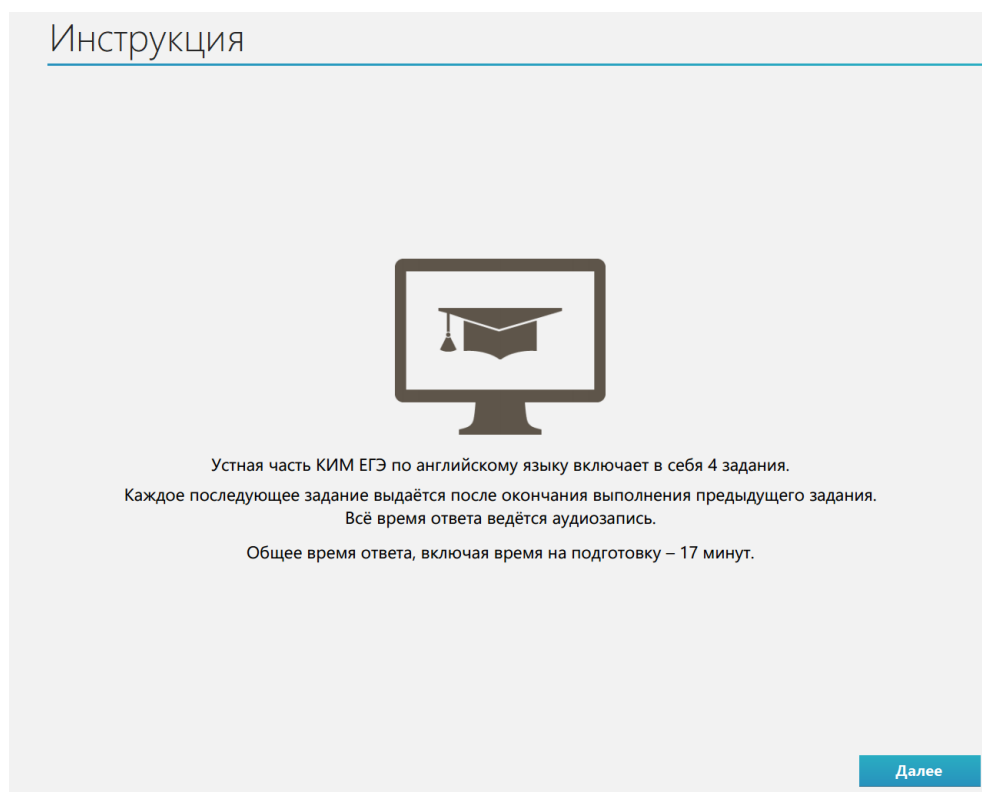 Инструкция
Устная часть КИМ ЕГЭ по английскому языку включает в себя 4 задания.
Каждое последующее задание выдаётся после окончания выполнения предыдущего задания.
Всё время ответа ведётся аудиозапись.
Общее время ответа, включая время на подготовку – 17 минут.
Далее